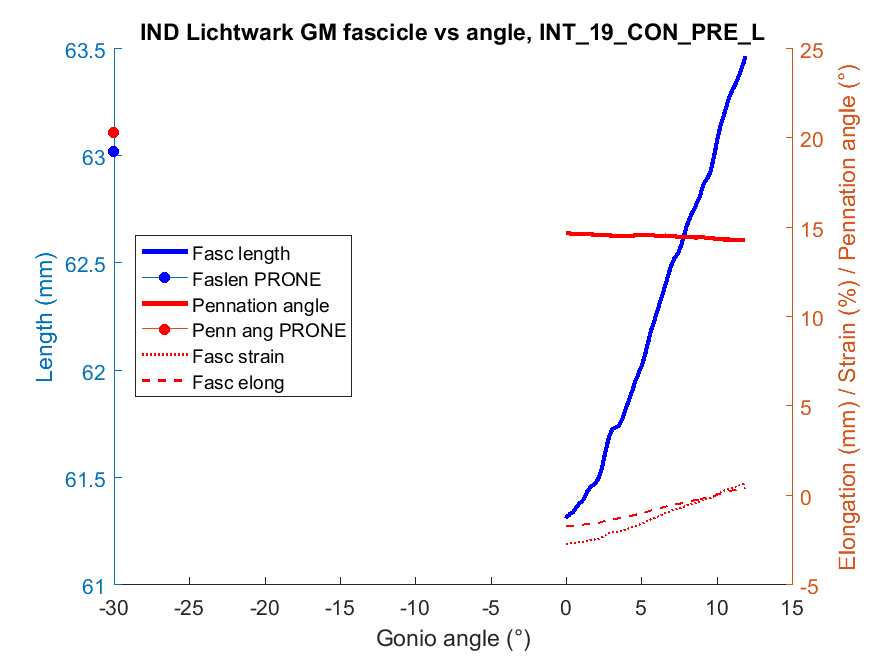 IND Lichtwark GM fascicle vs angle, INT_19_CON_PRE_L
63.5
63
62.5
62
61.5
61
Length (mm)
25
20
15
10
5
0
-5
Elongation (mm) / Strain (%) / Pennation angle (°)
Fasc length
Faslen PRONE
Pennation angle
Penn ang PRONE
Fasc strain
Fasc elong
-30 -25 -20 -15 -10 -5 0 5 10 15
Gonio angle (°)